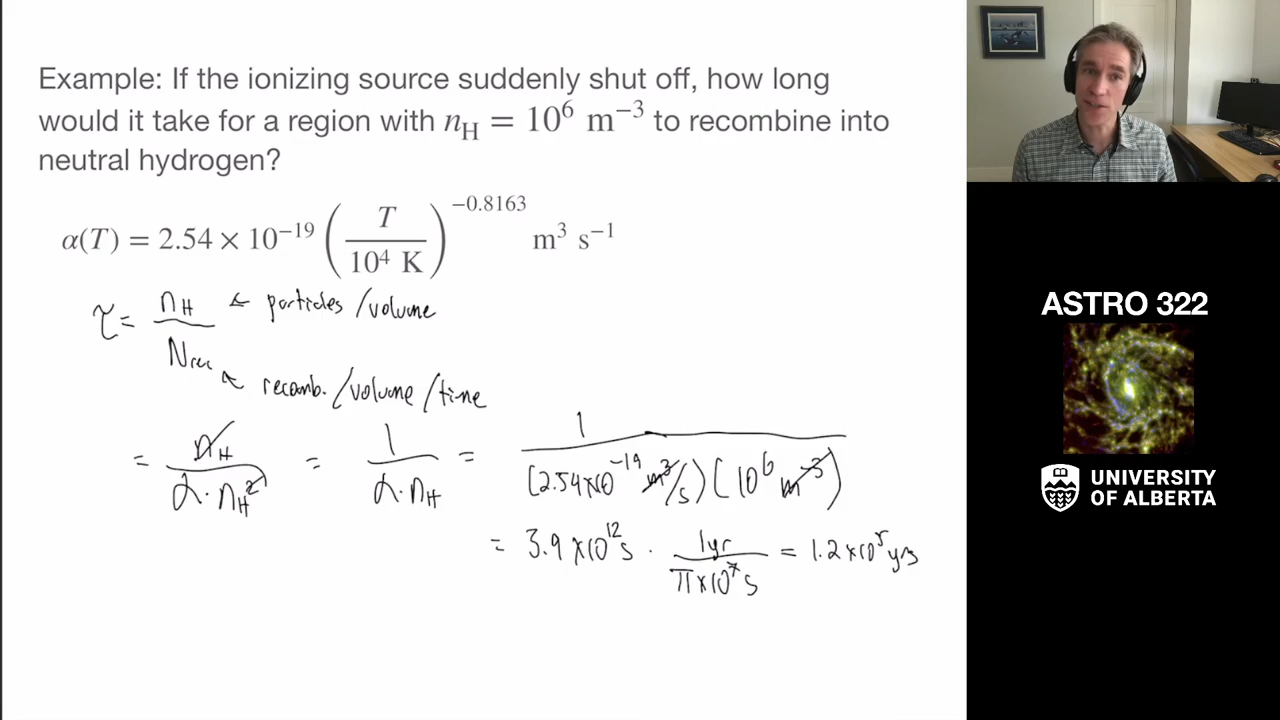 Example: If the ionizing source suddenly shut off, how long
would it take for a region with n_H = 10^6 m^−3 to recombine into
neutral hydrogen?
α(T) = 2.54 × 10^−19 (T / 10^4 K)^−0.8163 m^3 s^−1
τ = n_H / N_rec ← particles /volume
← recomb. /volume /time
= n_H / α·n_H^2 = 1 / α·n_H = 1 / (2.54×10^−19 m^3/s)(10^6 m^−3)
= 3.9×10^12 s · 1yr / π×10^7 s = 1.2×10^5 yrs
ASTRO 322
UNIVERSITY
OF ALBERTA